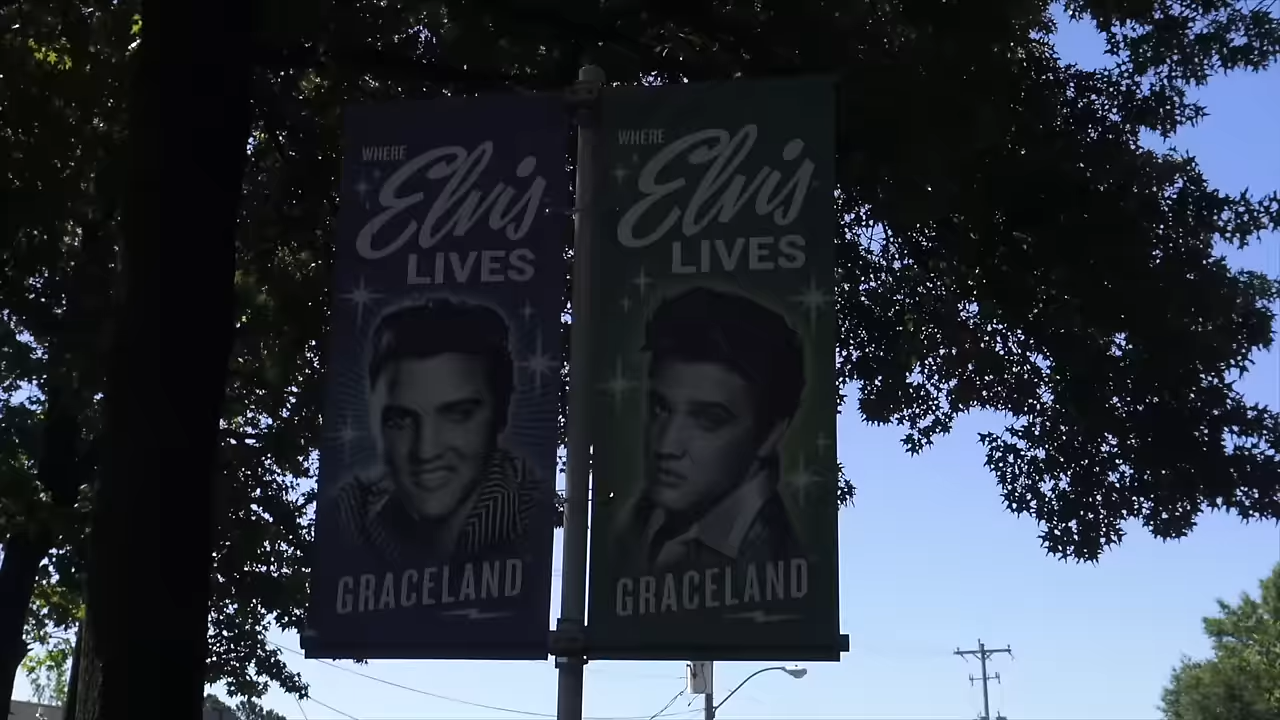 WHERE
Elvis
LIVES
GRACELAND
WHERE
Elvis
LIVES
GRACELAND